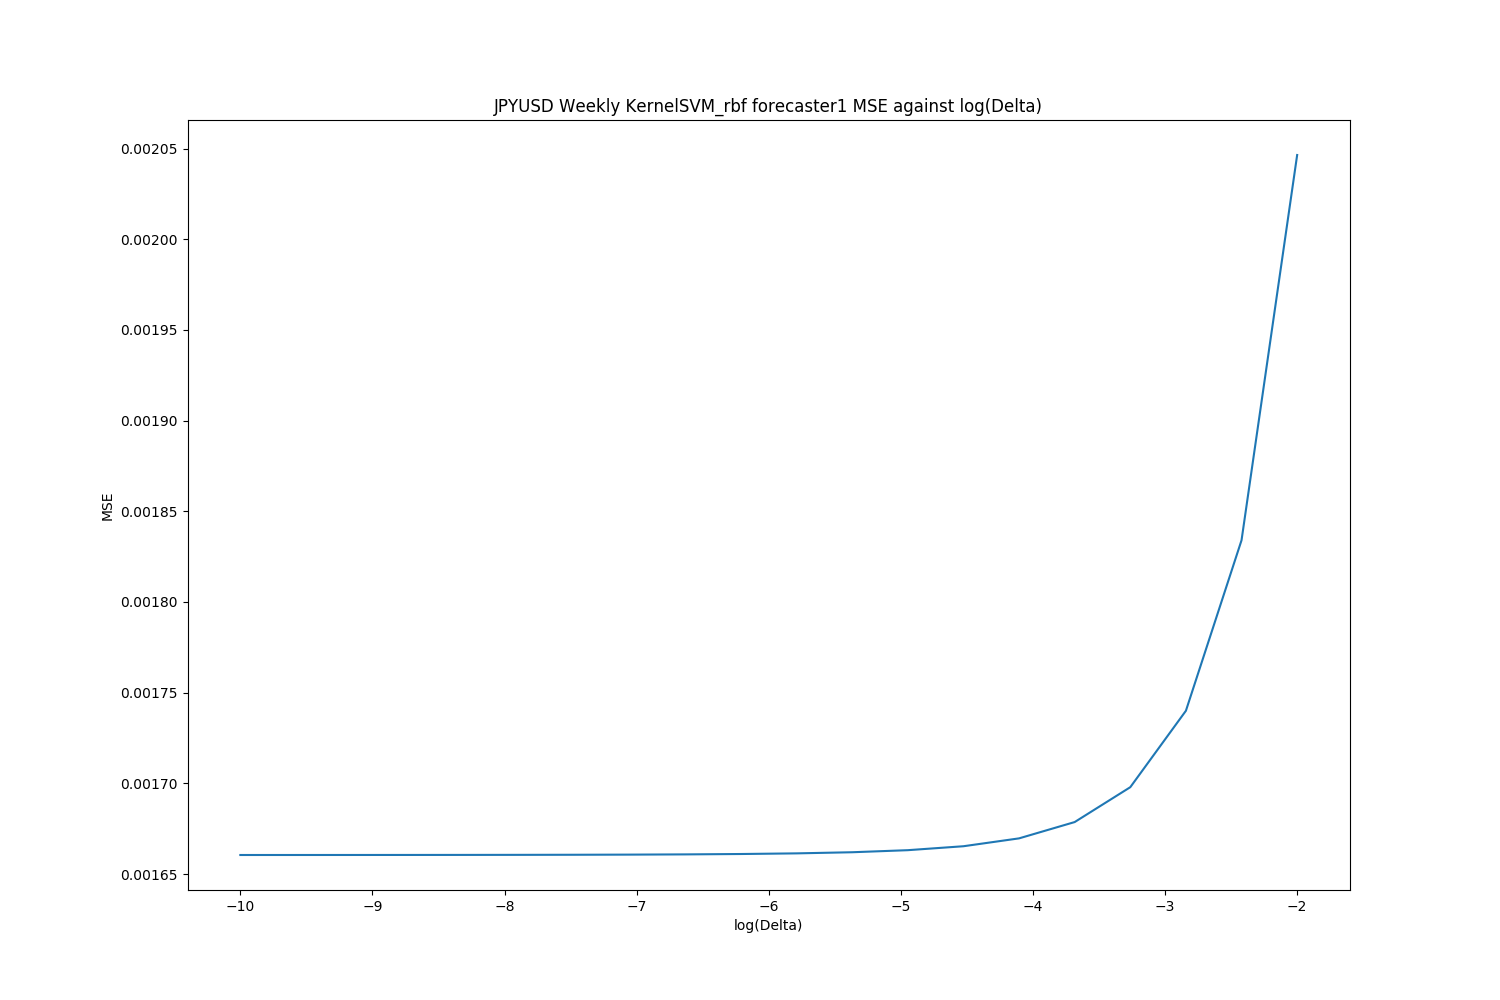 JPYUSD Weekly KernelSVM_rbf forecaster1 MSE against log(Delta)
0.00205
0.00200
0.00195
0.00190
0.00185
0.00180
0.00175
0.00170
0.00165
MSE
−10 −9 −8 −7 −6 −5 −4 −3 −2
log(Delta)